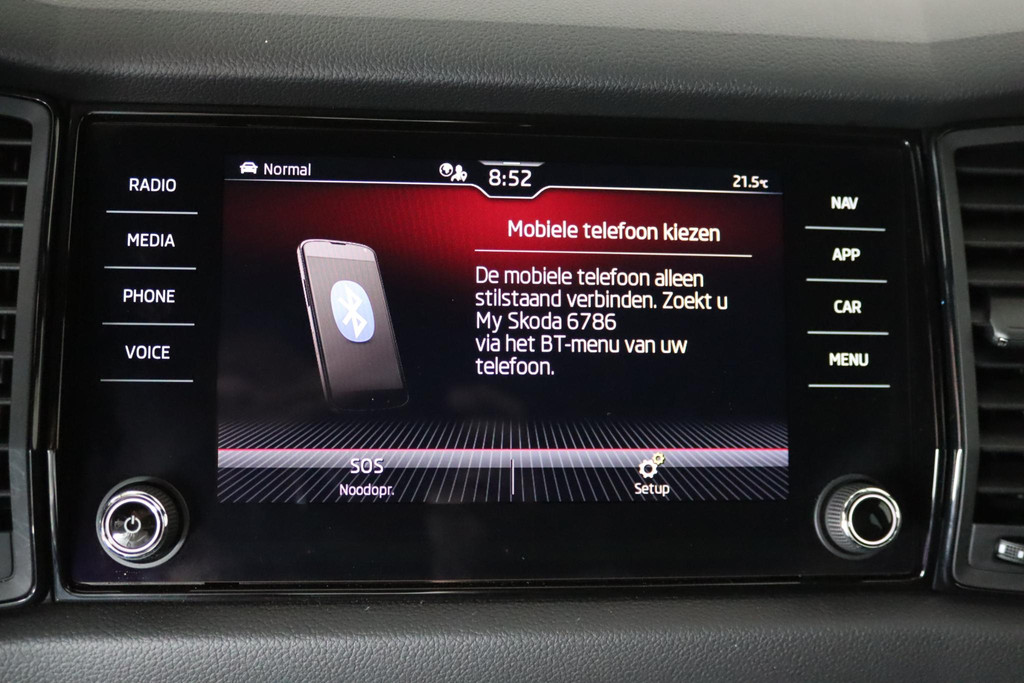 Normal
8:52
21.5°c
RADIO
MEDIA
PHONE
VOICE
Mobiele telefoon kiezen
De mobiele telefoon alleen
stilstaand verbinden. Zoekt u
My Skoda 6786
via het BT-menu van uw
telefoon.
NAV
APP
CAR
MENU
SOS
Noodopr.
Setup